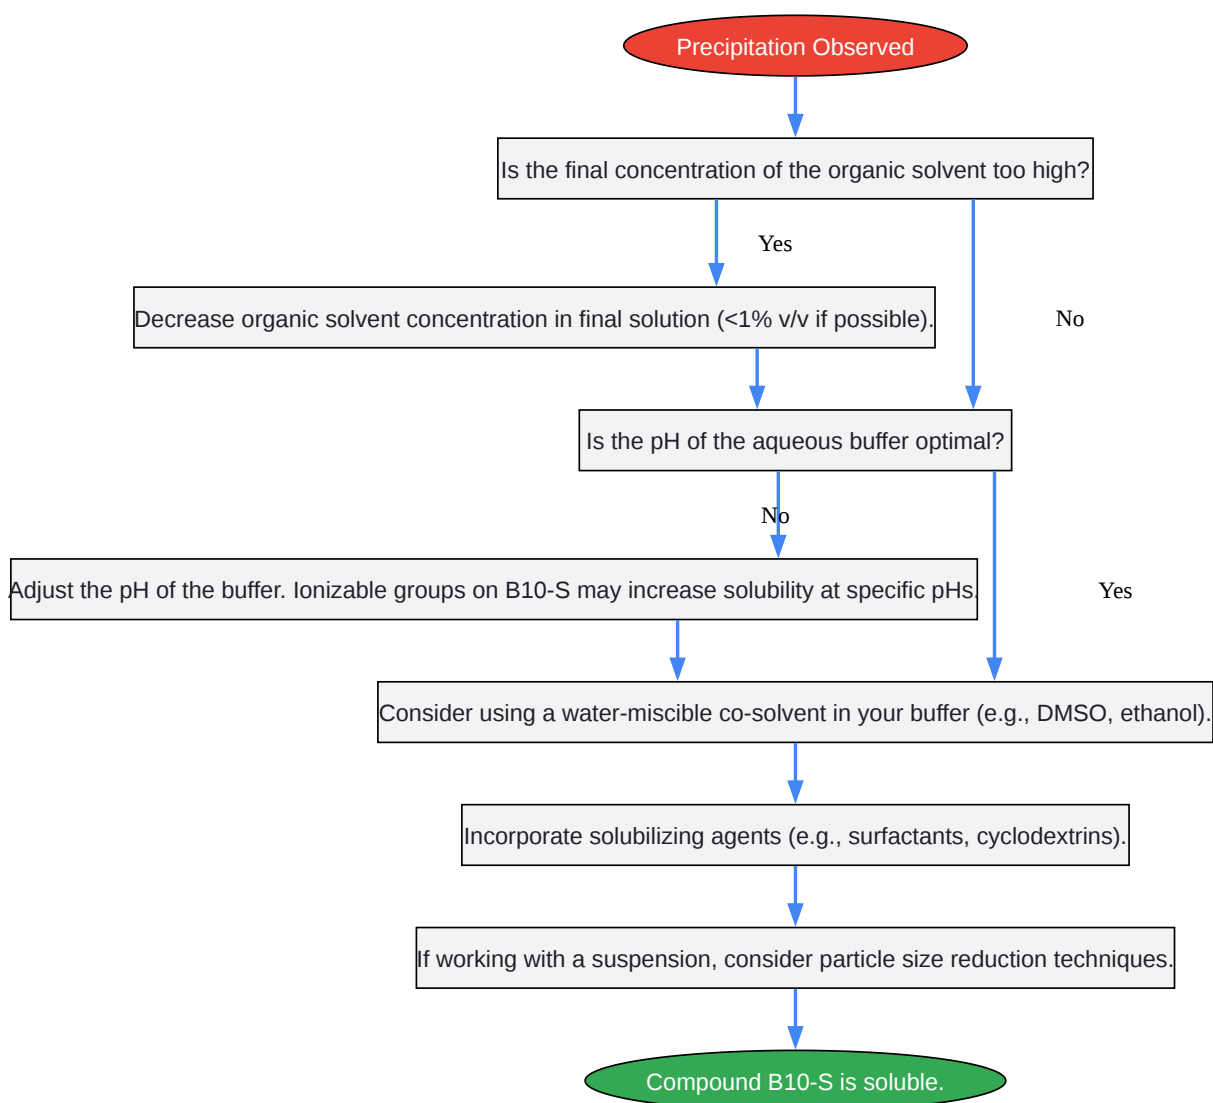 Precipitation Observed
Is the final concentration of the organic solvent too high?
Yes
Decrease organic solvent concentration in final solution (<1% v/v if possible).
No
Is the pH of the aqueous buffer optimal?
No
Adjust the pH of the buffer. Ionizable groups on B10-S may increase solubility at specific pHs.
Yes
Consider using a water-miscible co-solvent in your buffer (e.g., DMSO, ethanol).
Incorporate solubilizing agents (e.g., surfactants, cyclodextrins).
If working with a suspension, consider particle size reduction techniques.
Compound B10-S is soluble.